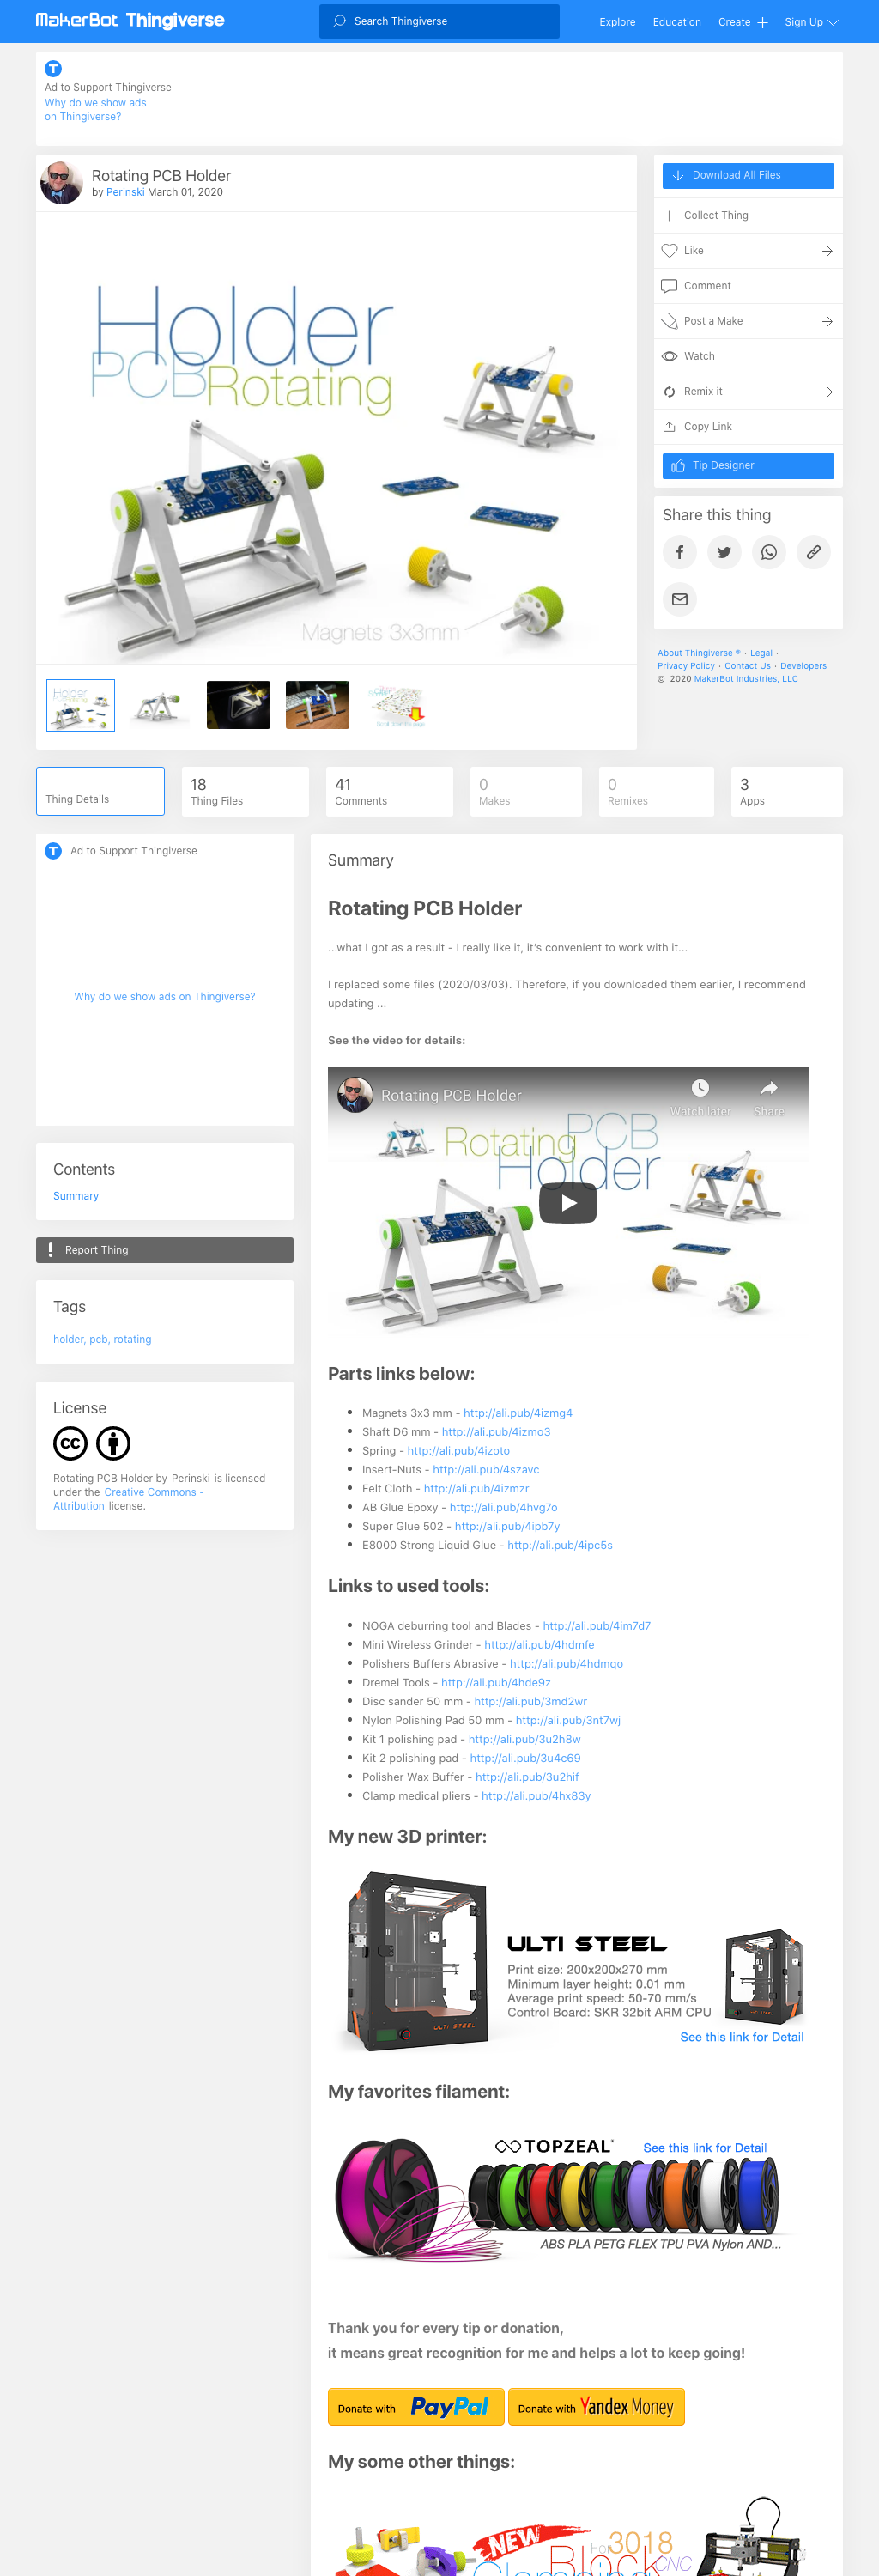 MakerBot Thingiverse
Search Thingiverse
Explore
Education
Create
Sign Up
Ad to Support Thingiverse
Why do we show ads
on Thingiverse?
Rotating PCB Holder
by Perinski March 01, 2020
Holder
PCB Rotating
Magnets 3x3mm
Download All Files
Collect Thing
Like
Comment
Post a Make
Watch
Remix it
Copy Link
Tip Designer
Share this thing
About Thingiverse ® · Legal ·
Privacy Policy · Contact Us · Developers
© 2020 MakerBot Industries, LLC
Thing Details
18
Thing Files
41
Comments
0
Makes
0
Remixes
3
Apps
Ad to Support Thingiverse
Why do we show ads on Thingiverse?
Contents
Summary
Report Thing
Tags
holder, pcb, rotating
License
cc
Rotating PCB Holder by Perinski is licensed
under the Creative Commons -
Attribution license.
Summary
Rotating PCB Holder
...what I got as a result - I really like it, it's convenient to work with it...
I replaced some files (2020/03/03). Therefore, if you downloaded them earlier, I recommend
updating ...
See the video for details:
Rotating PCB Holder
Watch later
Share
PCB
Rotating
Holder
Parts links below:
Magnets 3x3 mm - http://ali.pub/4izmg4
Shaft D6 mm - http://ali.pub/4izmo3
Spring - http://ali.pub/4izoto
Insert-Nuts - http://ali.pub/4szavc
Felt Cloth - http://ali.pub/4izmzr
AB Glue Epoxy - http://ali.pub/4hvg7o
Super Glue 502 - http://ali.pub/4ipb7y
E8000 Strong Liquid Glue - http://ali.pub/4ipc5s
Links to used tools:
NOGA deburring tool and Blades - http://ali.pub/4im7d7
Mini Wireless Grinder - http://ali.pub/4hdmfe
Polishers Buffers Abrasive - http://ali.pub/4hdmqo
Dremel Tools - http://ali.pub/4hde9z
Disc sander 50 mm - http://ali.pub/3md2wr
Nylon Polishing Pad 50 mm - http://ali.pub/3nt7wj
Kit 1 polishing pad - http://ali.pub/3u2h8w
Kit 2 polishing pad - http://ali.pub/3u4c69
Polisher Wax Buffer - http://ali.pub/3u2hif
Clamp medical pliers - http://ali.pub/4hx83y
My new 3D printer:
ULTI STEEL
ULTI STEEL
Print size: 200x200x270 mm
Minimum layer height: 0.01 mm
Average print speed: 50-70 mm/s
Control Board: SKR 32bit ARM CPU
See this link for Detail
My favorites filament:
TOPZEAL
See this link for Detail
ABS PLA PETG FLEX TPU PVA Nylon AND...
Thank you for every tip or donation,
it means great recognition for me and helps a lot to keep going!
Donate with PayPal
Donate with Yandex Money
My some other things:
NEW
For 3018
Block CNC